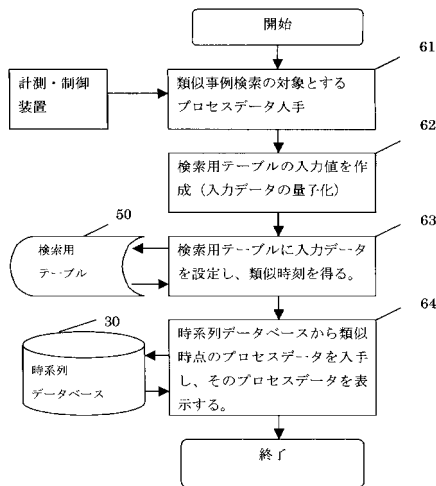 開始
61
計測・制御
装置
類似事例検索の対象とする
プロセスデータ入手
62
検索用テーブルの入力値を作
成（入力データの量子化）
63
50
検索用
テーブル
検索用テーブルに入力データ
を設定し、類似時刻を得る。
64
30
時系列
データベース
時系列データベースから類似
時点のプロセスデータを入手
し、そのプロセスデータを表
示する。
終了